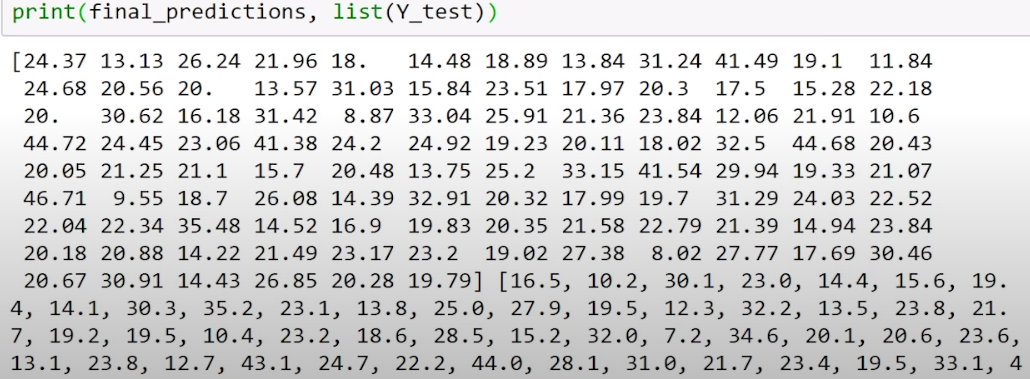 print(final_predictions, list(Y_test))
[24.37 13.13 26.24 21.96 18.   14.48 18.89 13.84 31.24 41.49 19.1  11.84
 24.68 20.56 20.   13.57 31.03 15.84 23.51 17.97 20.3  17.5  15.28 22.18
 20.   30.62 16.18 31.42  8.87 33.04 25.91 21.36 23.84 12.06 21.91 10.6
 44.72 24.45 23.06 41.38 24.2  24.92 19.23 20.11 18.02 32.5  44.68 20.43
 20.05 21.25 21.1  15.7  20.48 13.75 25.2  33.15 41.54 29.94 19.33 21.07
 46.71  9.55 18.7  26.08 14.39 32.91 20.32 17.99 19.7  31.29 24.03 22.52
 22.04 22.34 35.48 14.52 16.9  19.83 20.35 21.58 22.79 21.39 14.94 23.84
 20.18 20.88 14.22 21.49 23.17 23.2  19.02 27.38  8.02 27.77 17.69 30.46
 20.67 30.91 14.43 26.85 20.28 19.79] [16.5, 10.2, 30.1, 23.0, 14.4, 15.6, 19.
4, 14.1, 30.3, 35.2, 23.1, 13.8, 25.0, 27.9, 19.5, 12.3, 32.2, 13.5, 23.8, 21.
7, 19.2, 19.5, 10.4, 23.2, 18.6, 28.5, 15.2, 32.0, 7.2, 34.6, 20.1, 20.6, 23.6,
13.1, 23.8, 12.7, 43.1, 24.7, 22.2, 44.0, 28.1, 31.0, 21.7, 23.4, 19.5, 33.1, 4